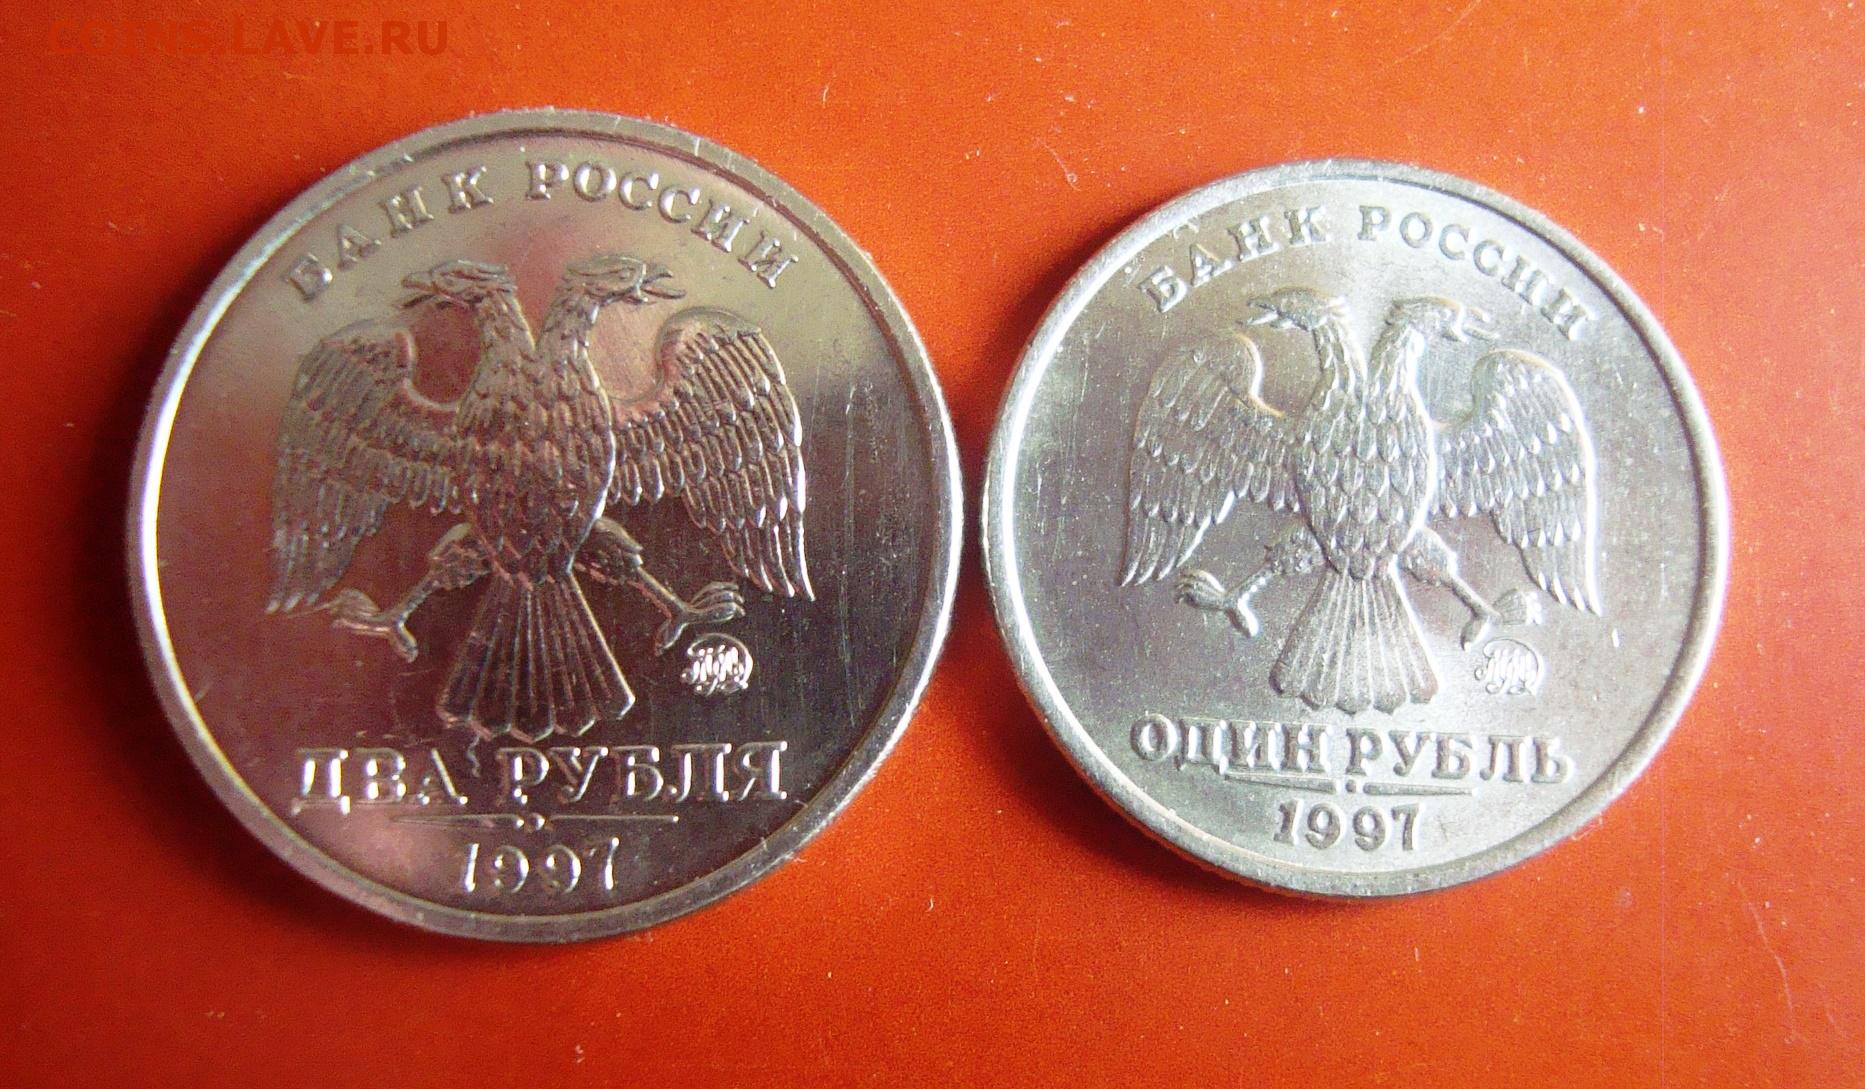 COINS.LAVE.RU
БАНК РОССИИ
ДВА РУБЛЯ
1997
БАНК РОССИИ
ОДИН РУБЛЬ
1997